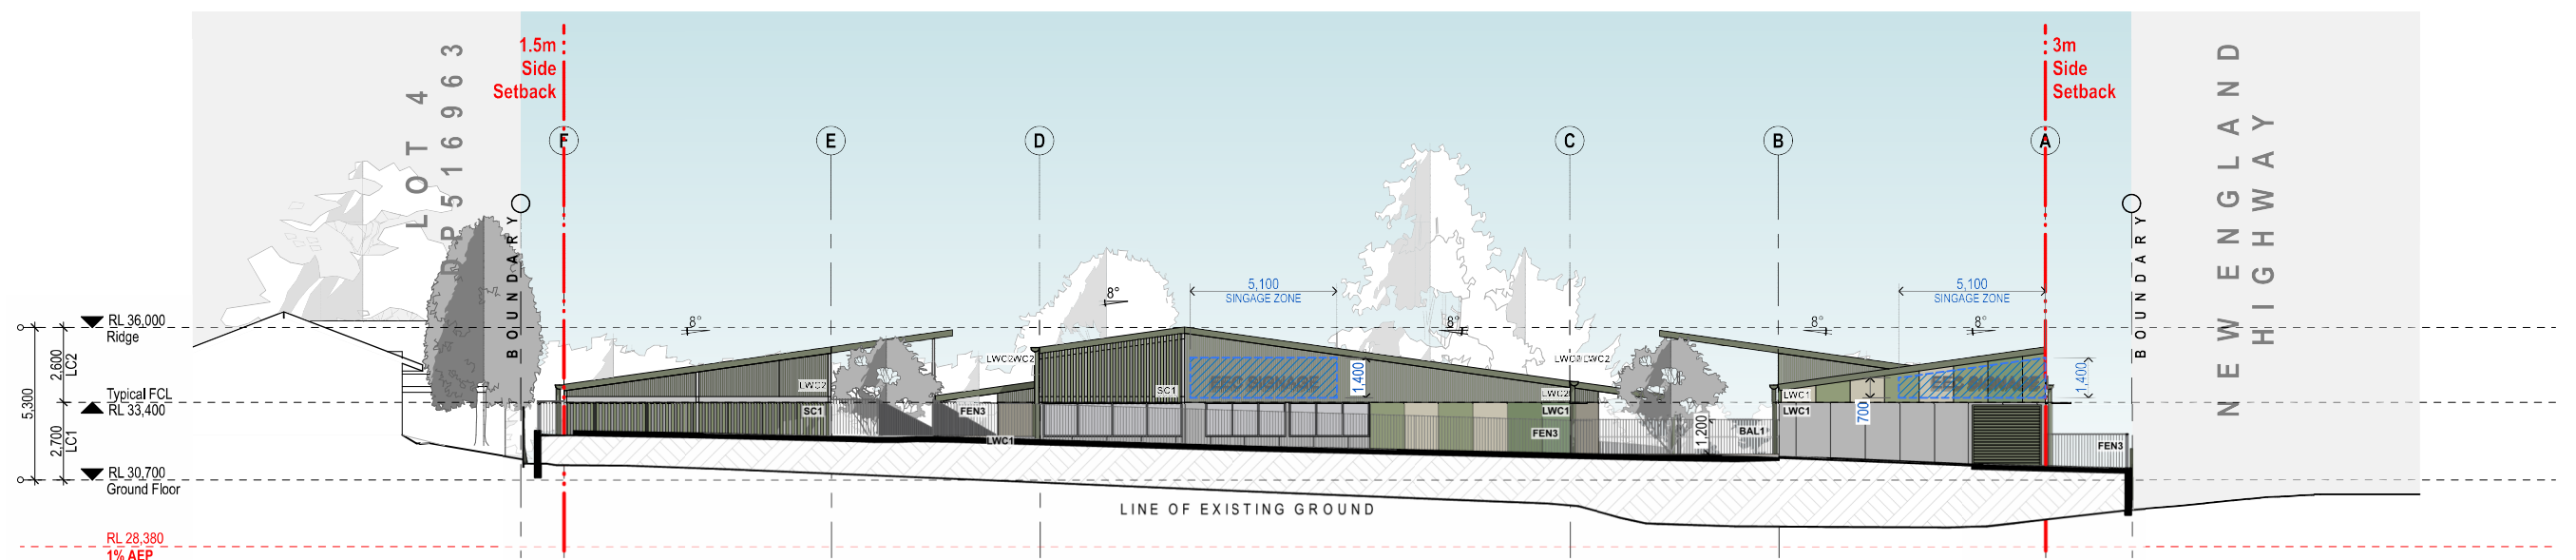 LOT 4
DP516963
1.5m
Side
Setback
3m
Side
Setback
NEW ENGLAND
HIGHWAY
F
E
D
C
B
A
BOUNDARY
BOUNDARY
5,100
SINGAGE ZONE
5,100
SINGAGE ZONE
8°
8°
8°
8°
8°
RL 36,000
Ridge
Typical FCL
RL 33,400
RL 30,700
Ground Floor
5,300
2,600
LC2
2,700
LC1
LWC2
SC1
FEN3
LWC1
LWC2
LWC2
SC1
EEC SIGNAGE
1,400
LWC2
LWC2
LWC1
FEN3
1,200
BAL1
LWC1
LWC1
700
EEC SIGNAGE
1,400
FEN3
LINE OF EXISTING GROUND
RL 28,380
1% AEP